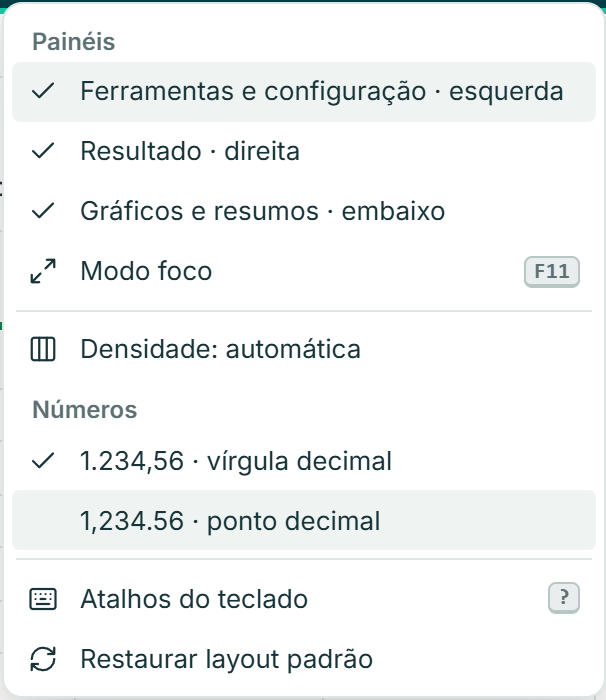 Painéis
Ferramentas e configuração · esquerda
Resultado · direita
Gráficos e resumos · embaixo
Modo foco F11
Densidade: automática
Números
1.234,56 · vírgula decimal
1,234.56 · ponto decimal
Atalhos do teclado ?
Restaurar layout padrão